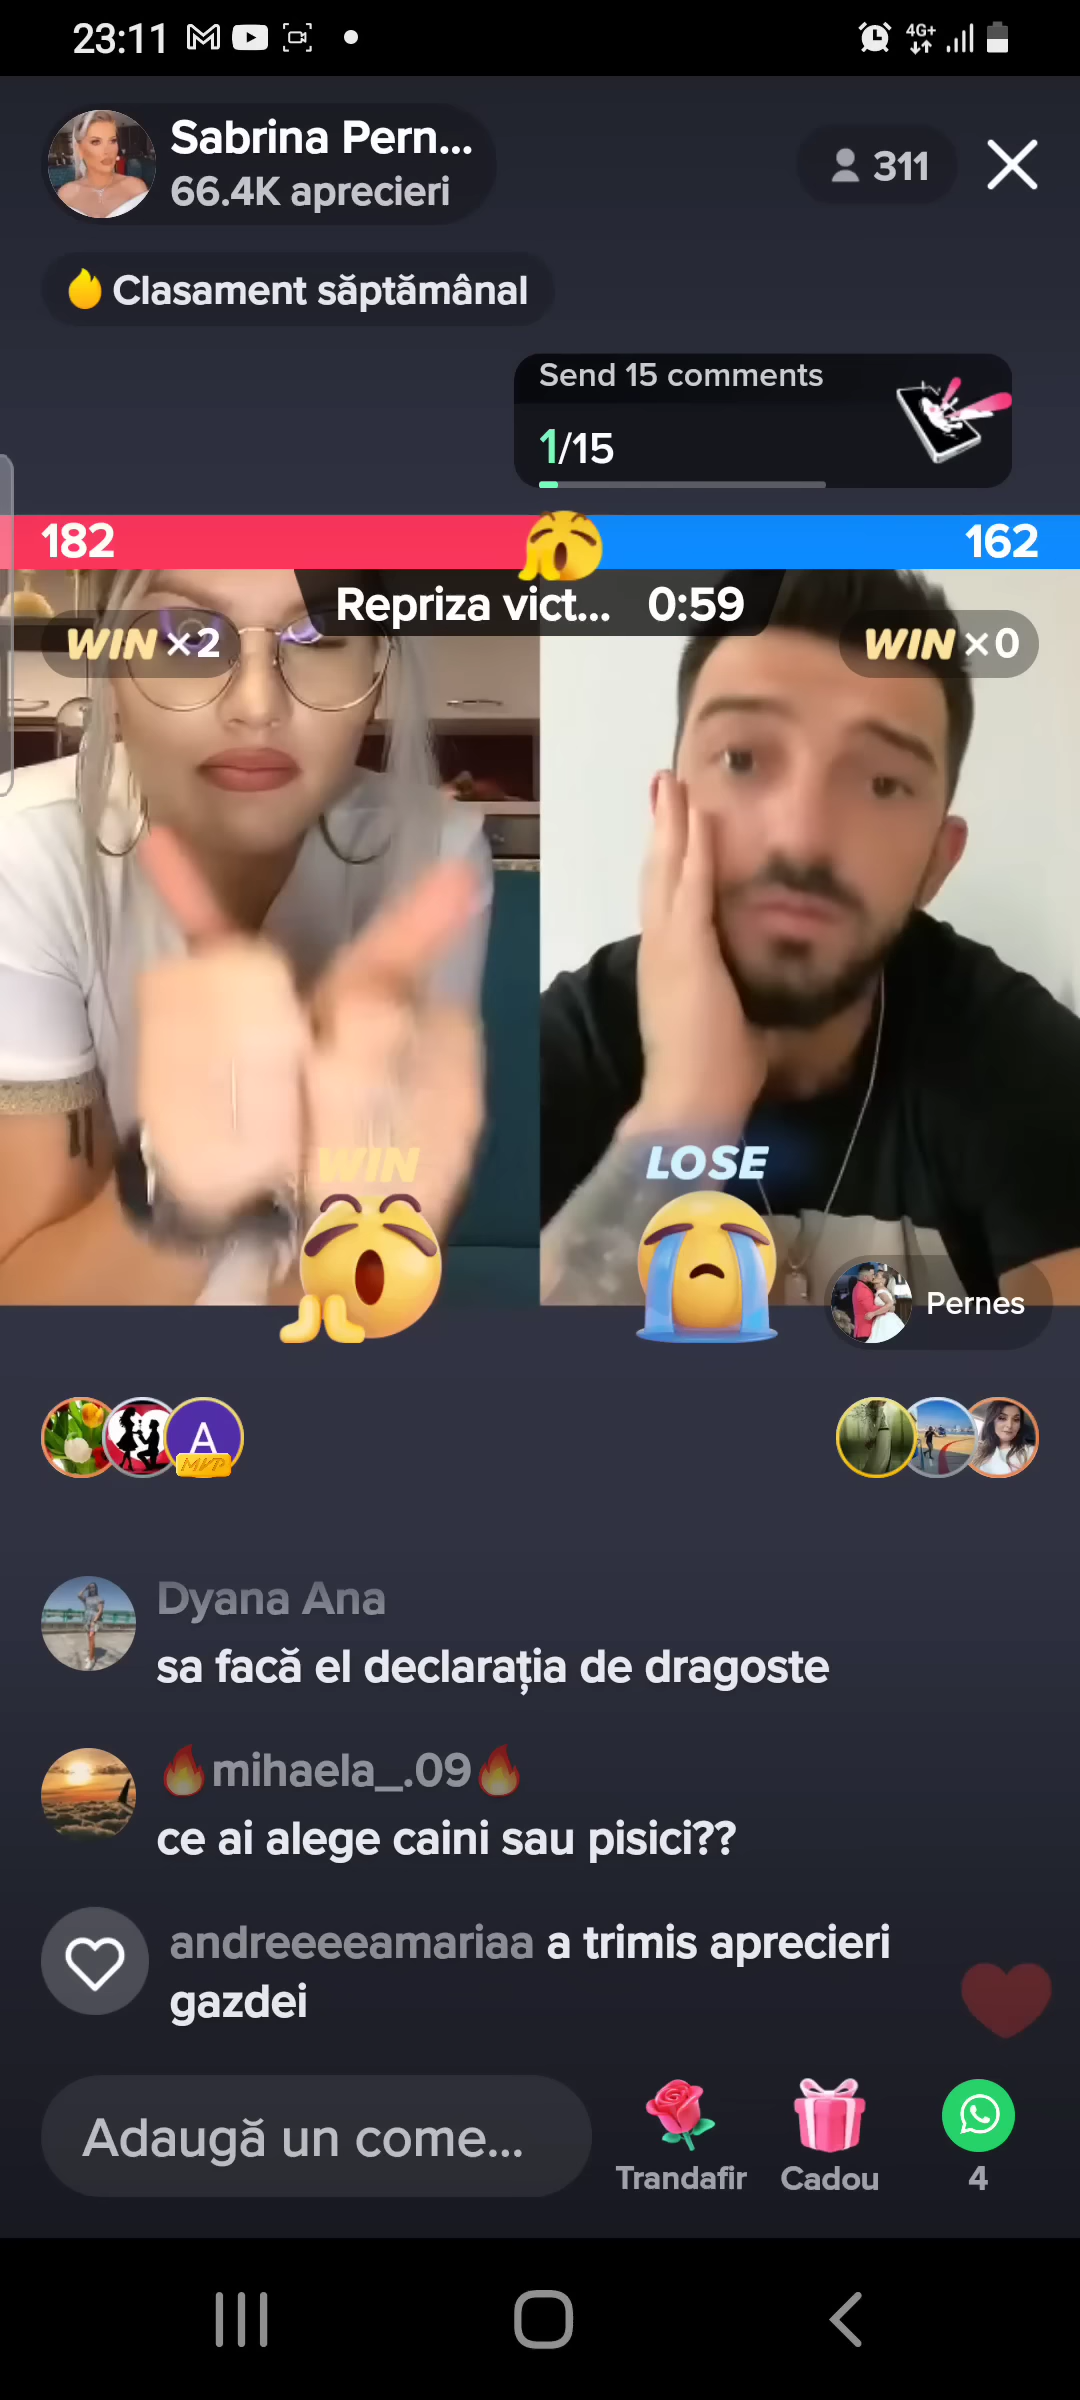 23:11
4G+
Sabrina Pern...
66.4K aprecieri
311
Clasament săptămânal
Send 15 comments
1/15
182
162
Repriza vict... 0:59
WIN ×2
WIN ×0
WIN
LOSE
Pernes
A
MVP
Dyana Ana
sa facă el declarația de dragoste
🔥mihaela_.09🔥
ce ai alege caini sau pisici??
andreeeeamariaa a trimis aprecieri
gazdei
Adaugă un come...
Trandafir
Cadou
4